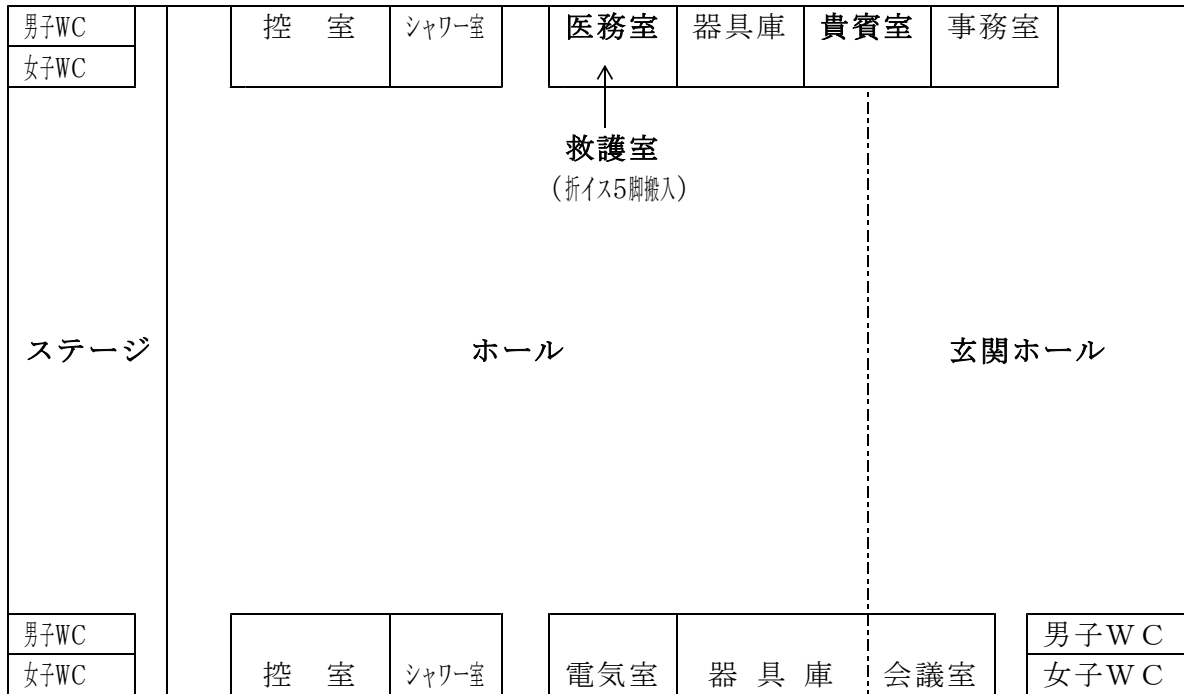 男子WC
女子WC
控　室
シャワー室
医務室
器具庫
貴賓室
事務室
救護室
（折イス5脚搬入）
ステージ
ホール
玄関ホール
男子WC
女子WC
控　室
シャワー室
電気室
器 具 庫
会議室
男子ＷＣ
女子ＷＣ